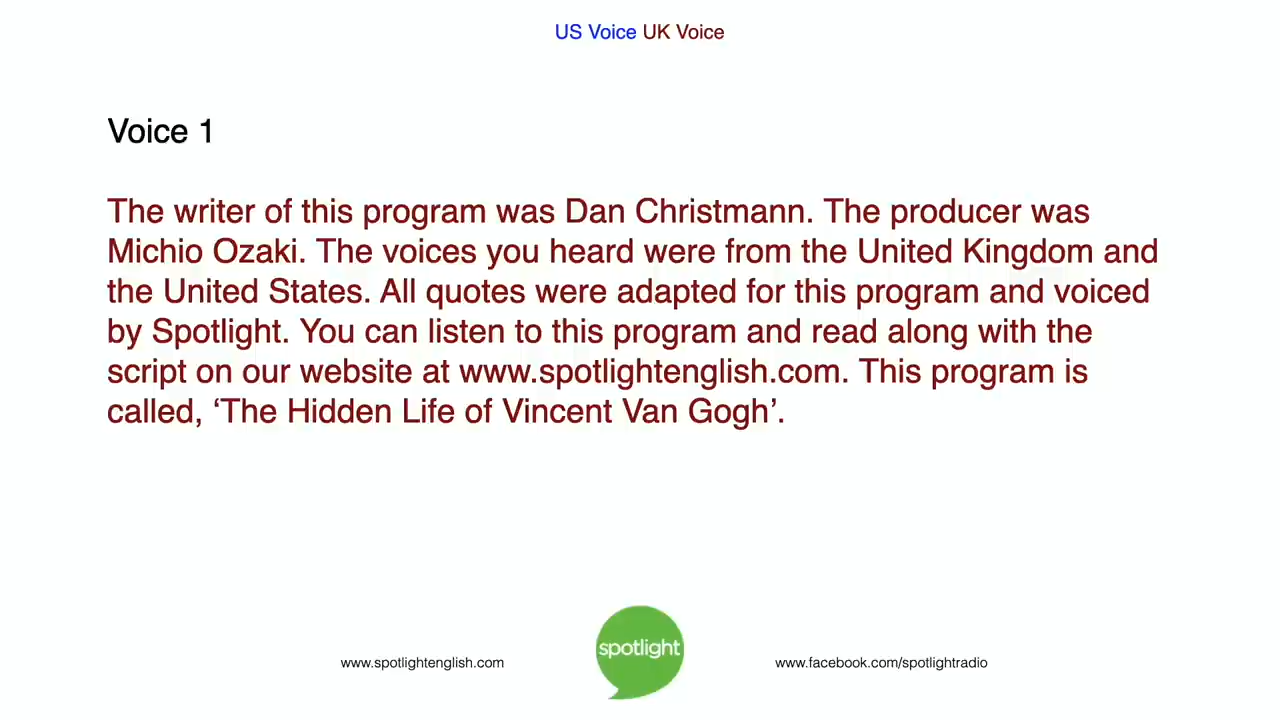 US Voice UK Voice
Voice 1
The writer of this program was Dan Christmann. The producer was
Michio Ozaki. The voices you heard were from the United Kingdom and
the United States. All quotes were adapted for this program and voiced
by Spotlight. You can listen to this program and read along with the
script on our website at www.spotlightenglish.com. This program is
called, ‘The Hidden Life of Vincent Van Gogh’.
www.spotlightenglish.com
spotlight
www.facebook.com/spotlightradio